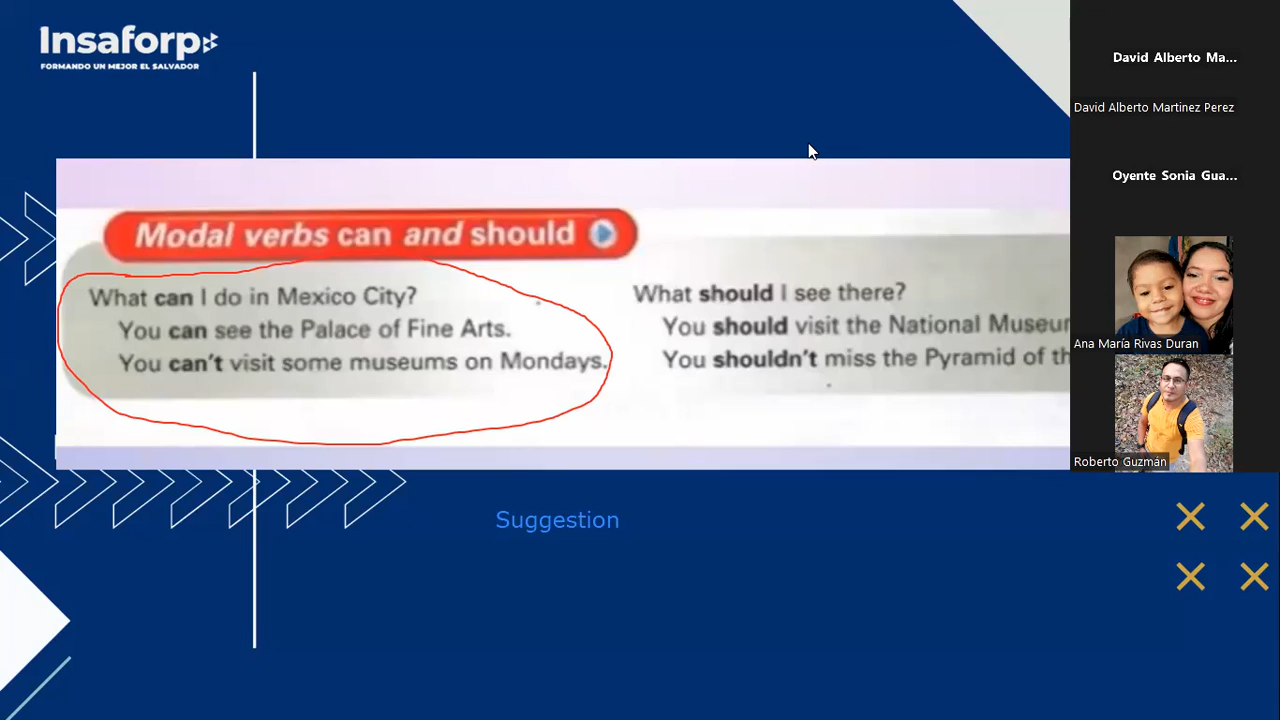 Insaforp
FORMANDO UN MEJOR EL SALVADOR
Modal verbs can and should
What can I do in Mexico City?
You can see the Palace of Fine Arts.
You can't visit some museums on Mondays.
What should I see there?
You should visit the National
You shouldn't miss the Pyramid of
Suggestion
David Alberto Ma...
David Alberto Martinez Perez
Oyente Sonia Gua...
Ana María Rivas Duran
Roberto Guzmán